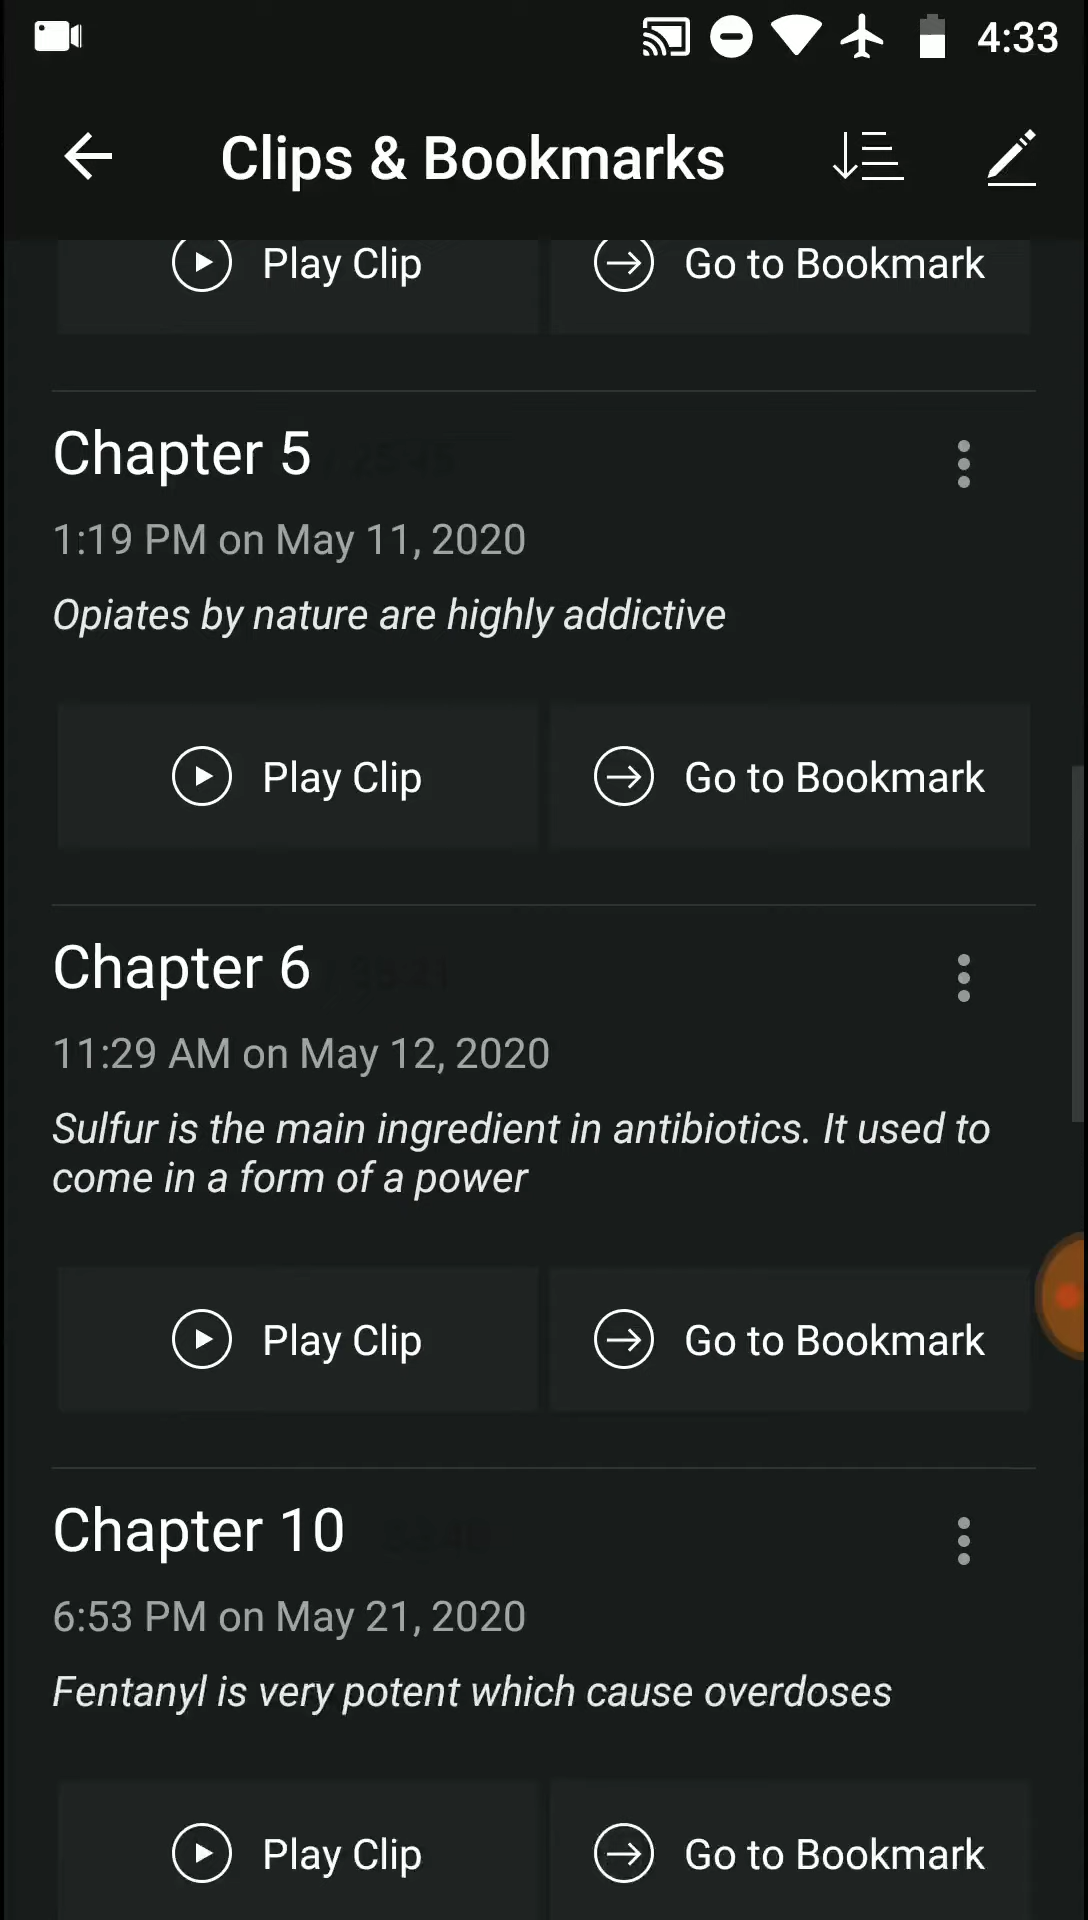 4:33
Clips & Bookmarks
Play Clip
Go to Bookmark
Chapter 5
1:19 PM on May 11, 2020
Opiates by nature are highly addictive
Play Clip
Go to Bookmark
Chapter 6
11:29 AM on May 12, 2020
Sulfur is the main ingredient in antibiotics. It used to
come in a form of a power
Play Clip
Go to Bookmark
Chapter 10
6:53 PM on May 21, 2020
Fentanyl is very potent which cause overdoses
Play Clip
Go to Bookmark